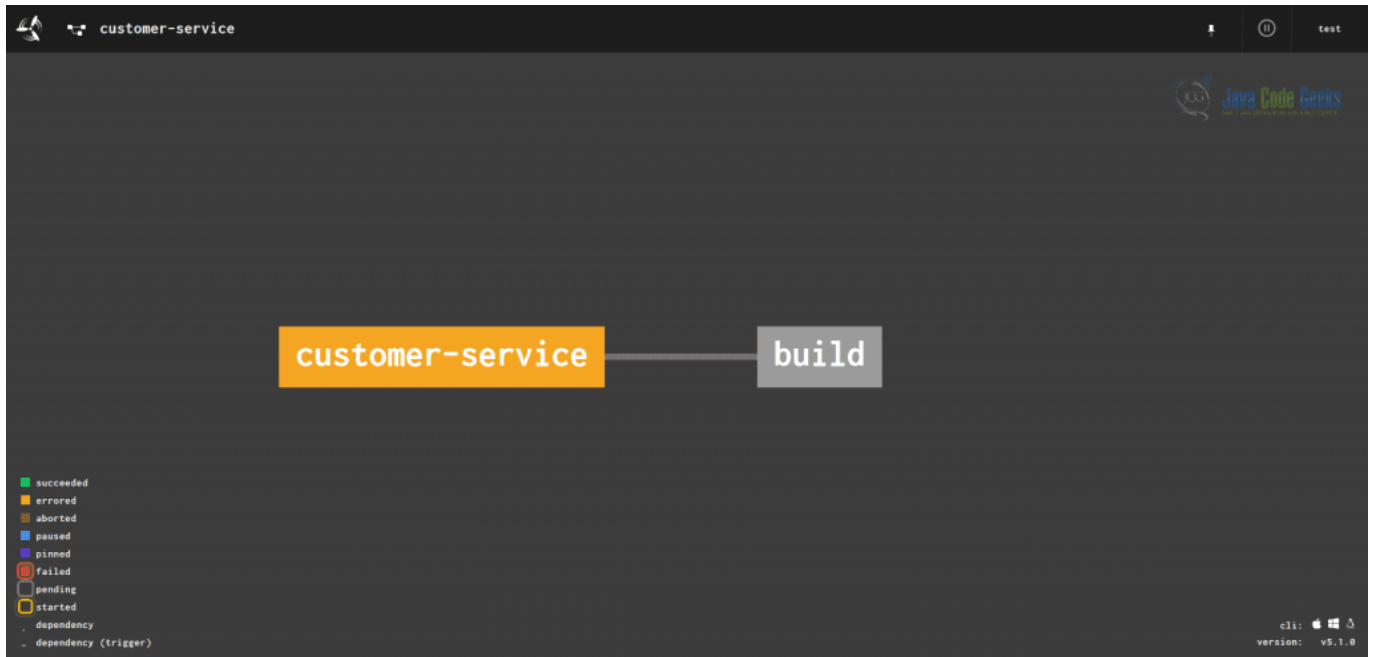 customer-service
test
JCG Java Code Geeks
customer-service
build
succeeded
errored
aborted
paused
pinned
failed
pending
started
dependency
dependency (trigger)
cli:
version: v5.1.0